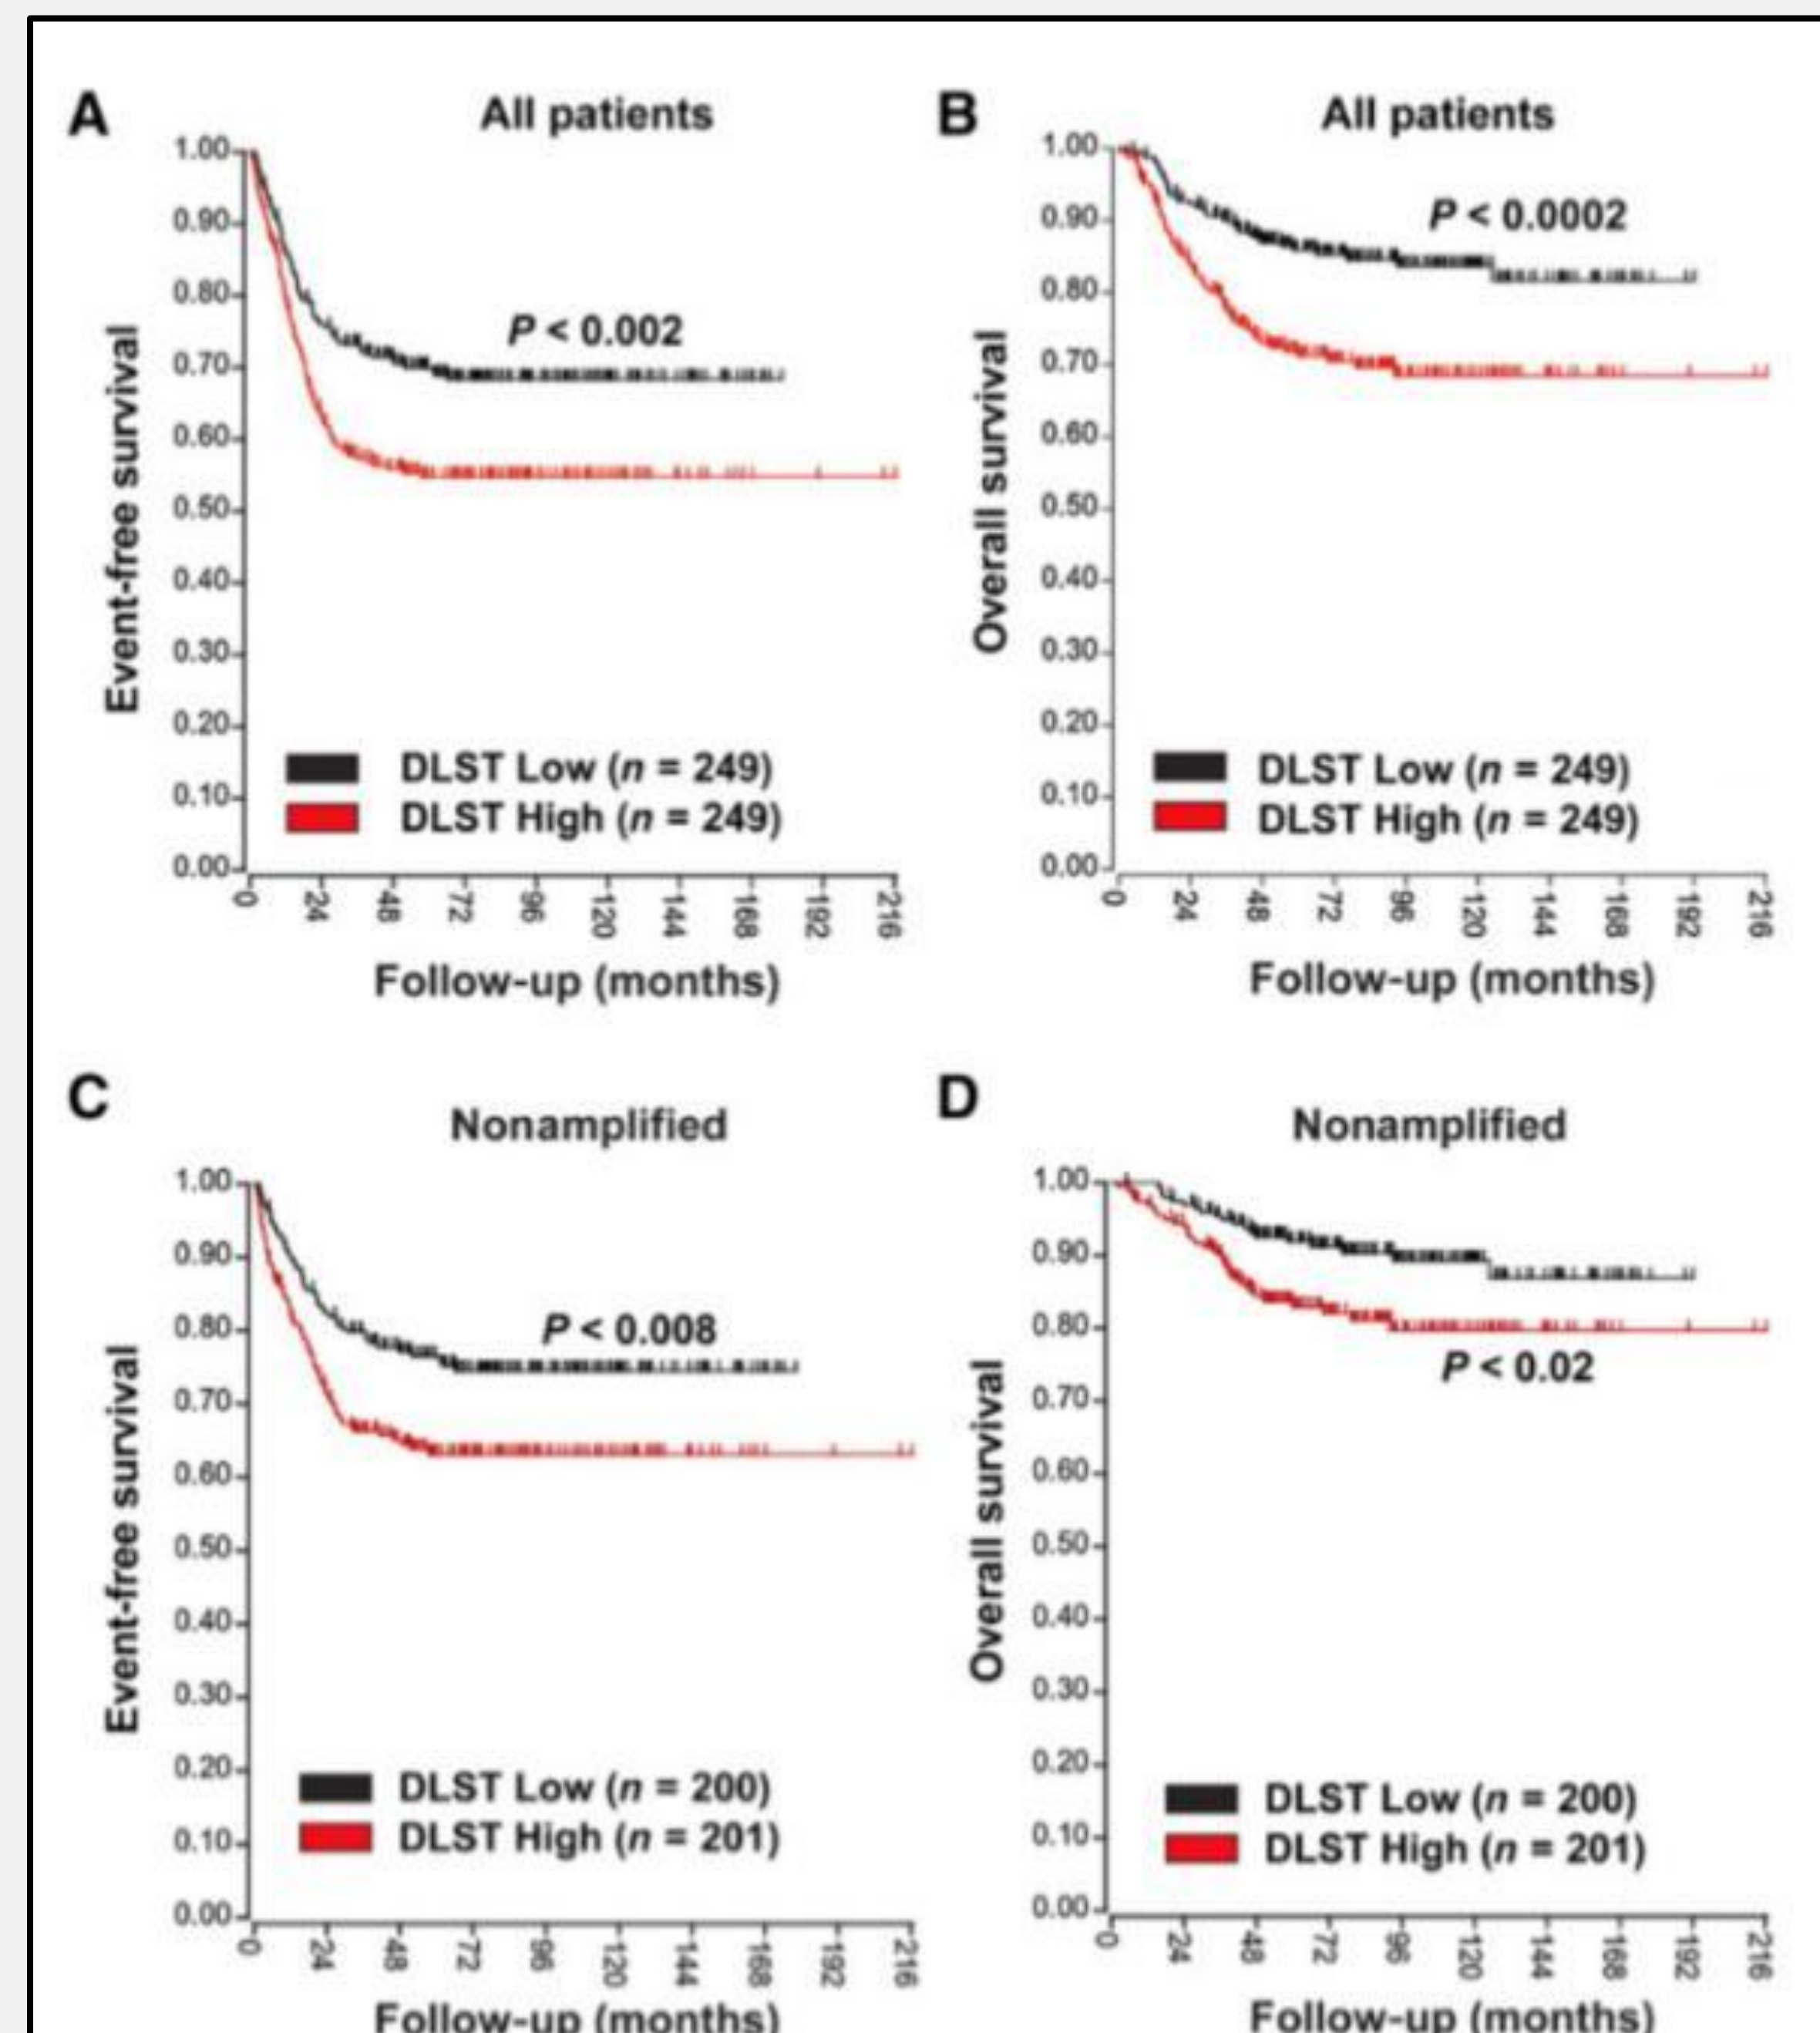 A
All patients
Event-free survival
1.00
0.90
0.80
0.70
0.60
0.50
0.40
0.30
0.20
0.10
0.00
P < 0.002
DLST Low (n = 249)
DLST High (n = 249)
0 24 48 72 96 120 144 168 192 216
Follow-up (months)
B
All patients
Overall survival
1.00
0.90
0.80
0.70
0.60
0.50
0.40
0.30
0.20
0.10
0.00
P < 0.0002
DLST Low (n = 249)
DLST High (n = 249)
0 24 48 72 96 120 144 168 192 216
Follow-up (months)
C
Nonamplified
Event-free survival
1.00
0.90
0.80
0.70
0.60
0.50
0.40
0.30
0.20
0.10
0.00
P < 0.008
DLST Low (n = 200)
DLST High (n = 201)
0 24 48 72 96 120 144 168 192 216
Follow-up (months)
D
Nonamplified
Overall survival
1.00
0.90
0.80
0.70
0.60
0.50
0.40
0.30
0.20
0.10
0.00
P < 0.02
DLST Low (n = 200)
DLST High (n = 201)
0 24 48 72 96 120 144 168 192 216
Follow-up (months)